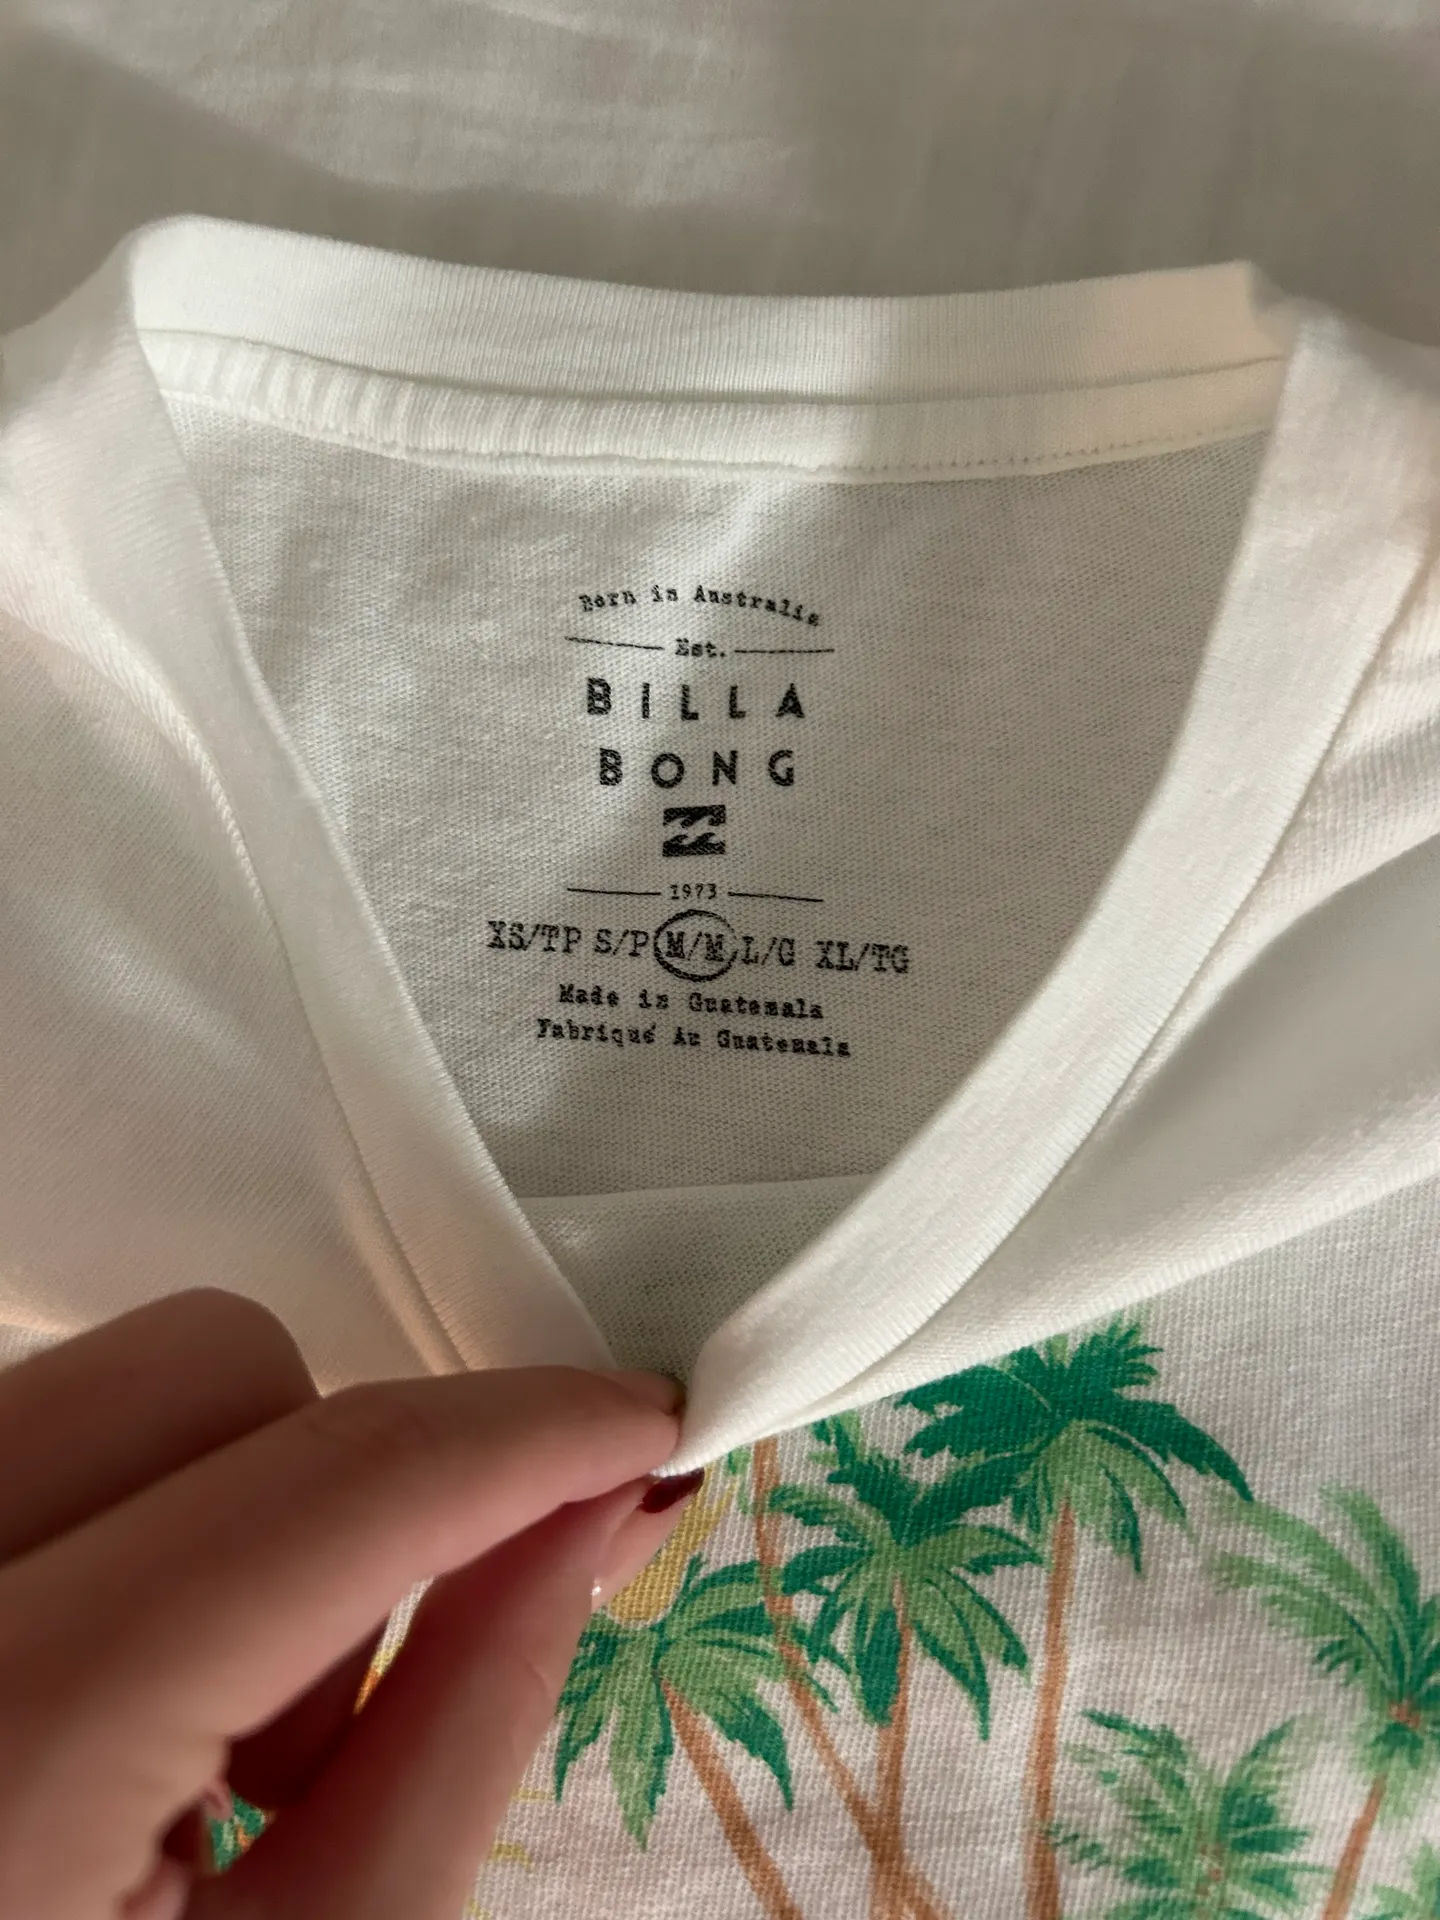 Born in Australia
Est.
BILLA
BONG
1973
XS/TP S/P M/M L/G XL/TG
Made in Guatemala
Fabriqué Au Guatemala